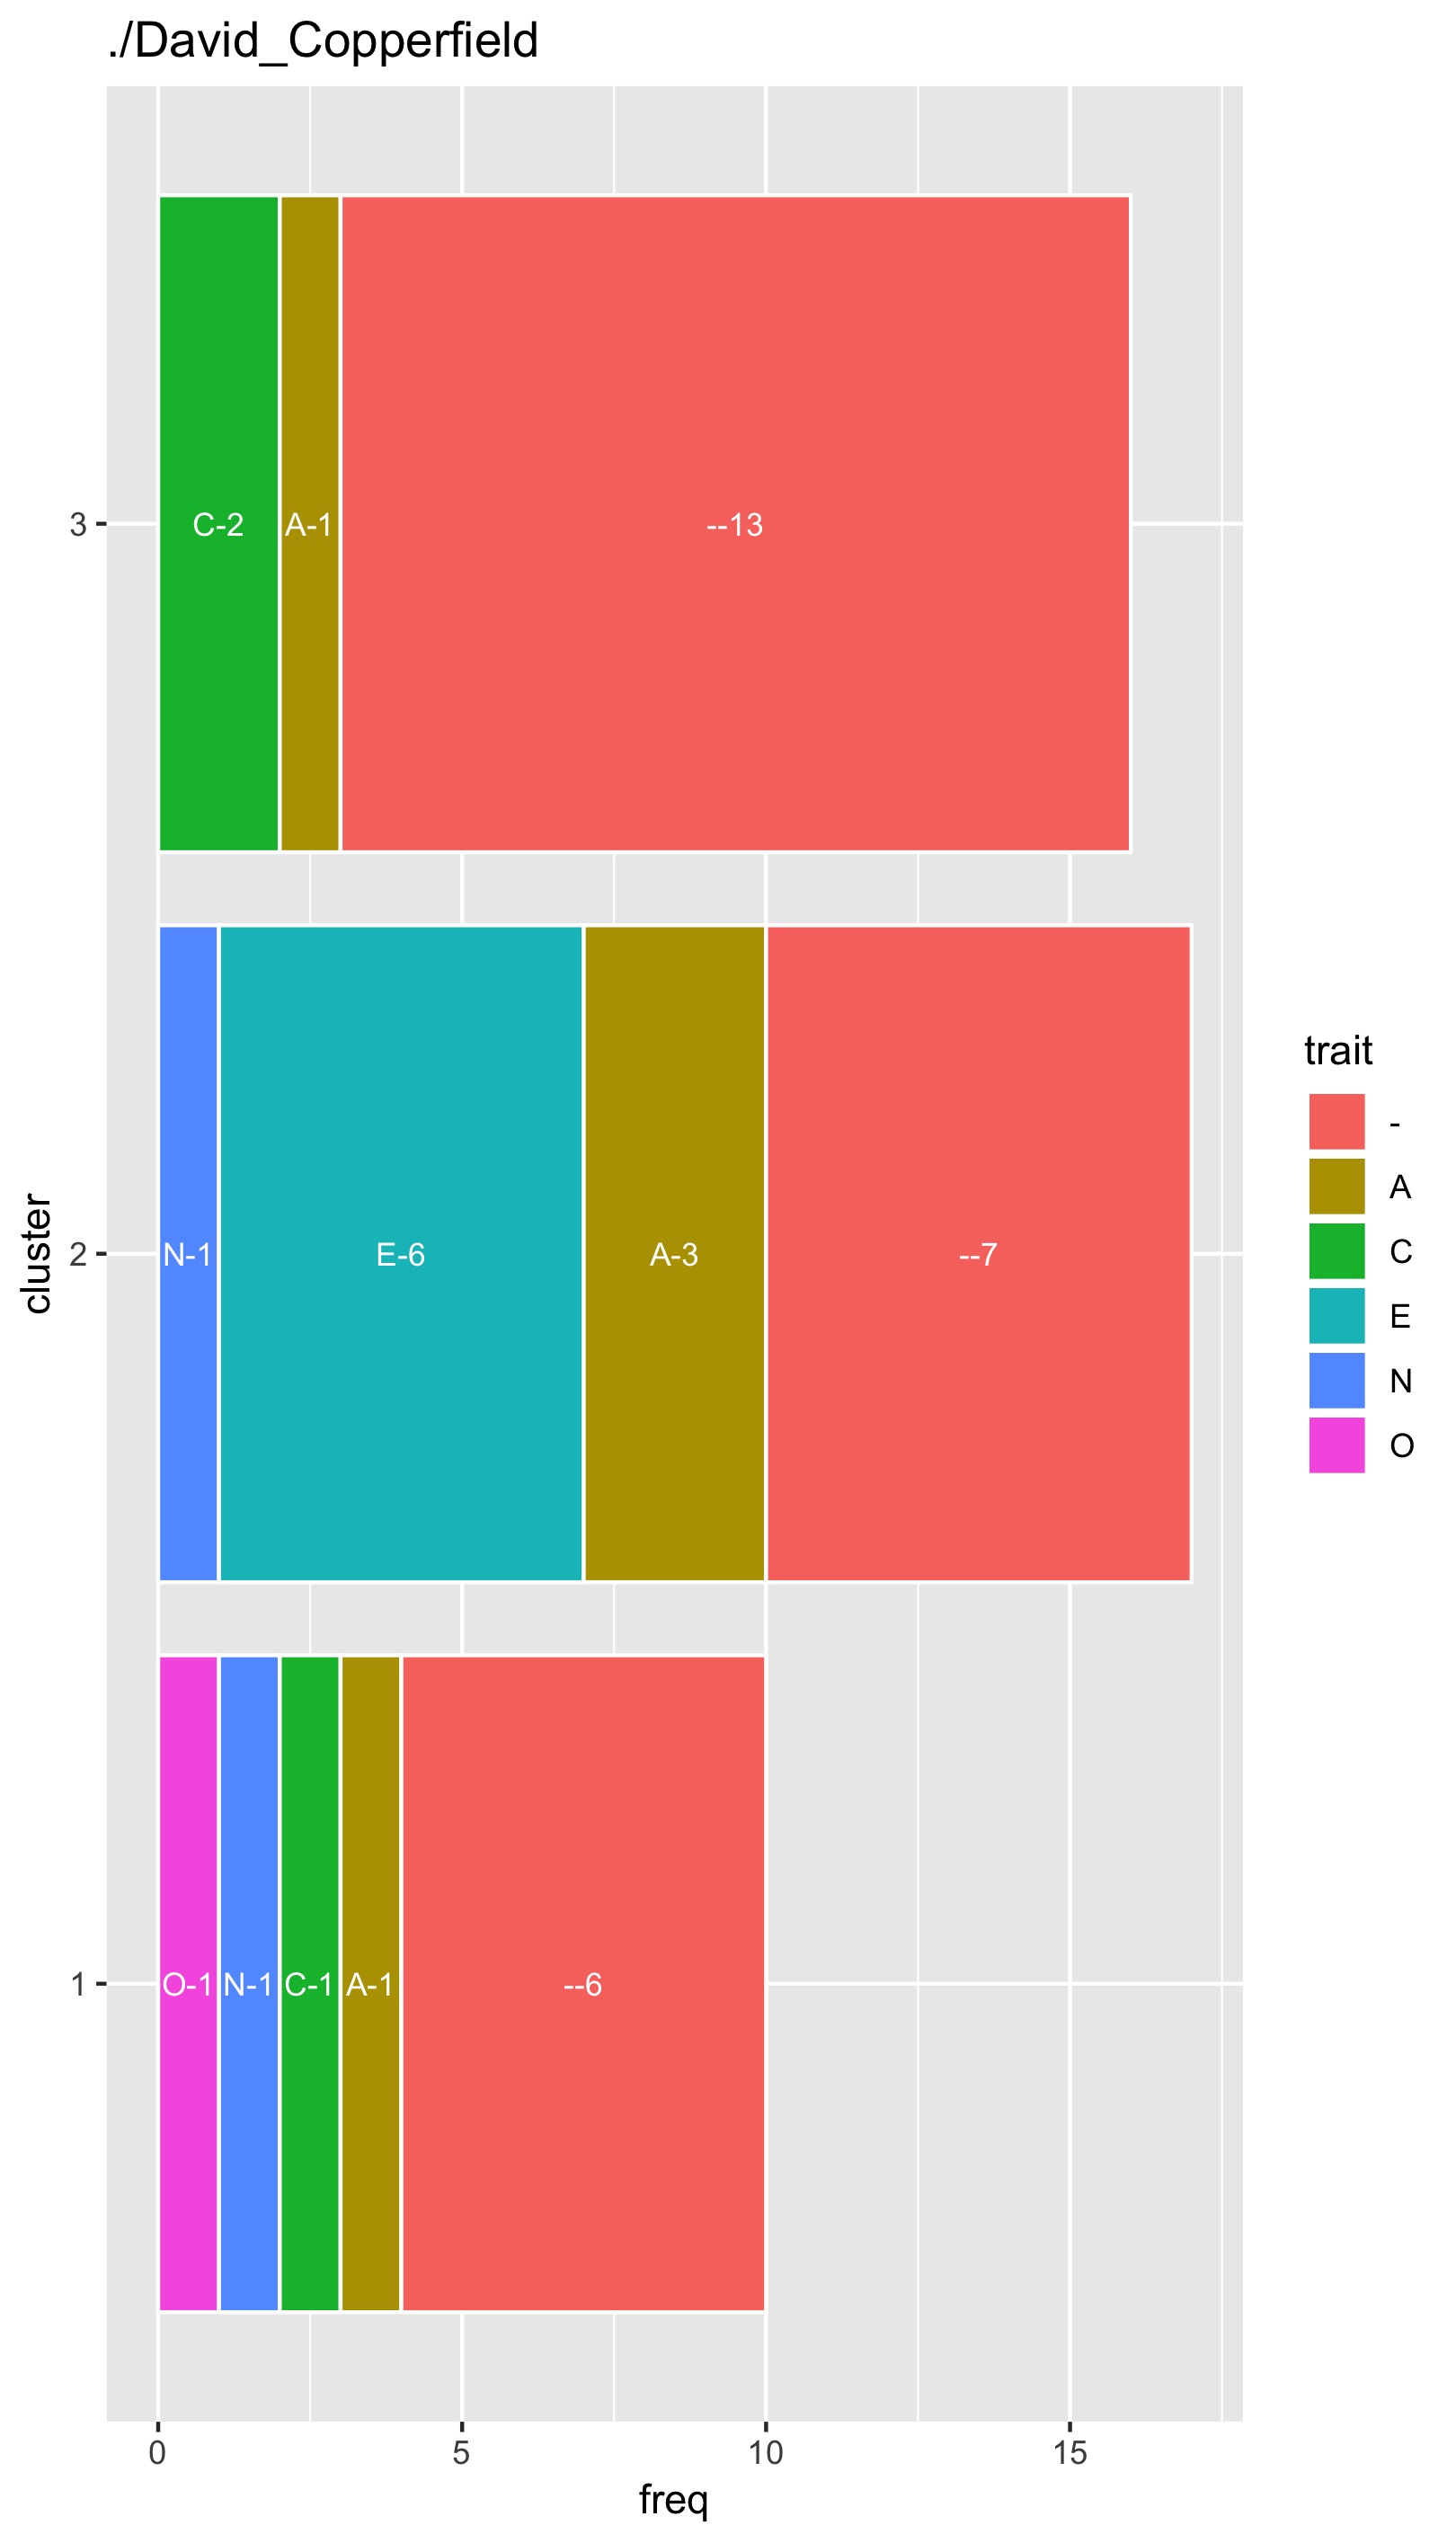 ./David_Copperfield
3
C-2 A-1 --13
cluster
2
N-1 E-6 A-3 --7
1
O-1 N-1 C-1 A-1 --6
0 5 10 15
freq
trait
-
A
C
E
N
O